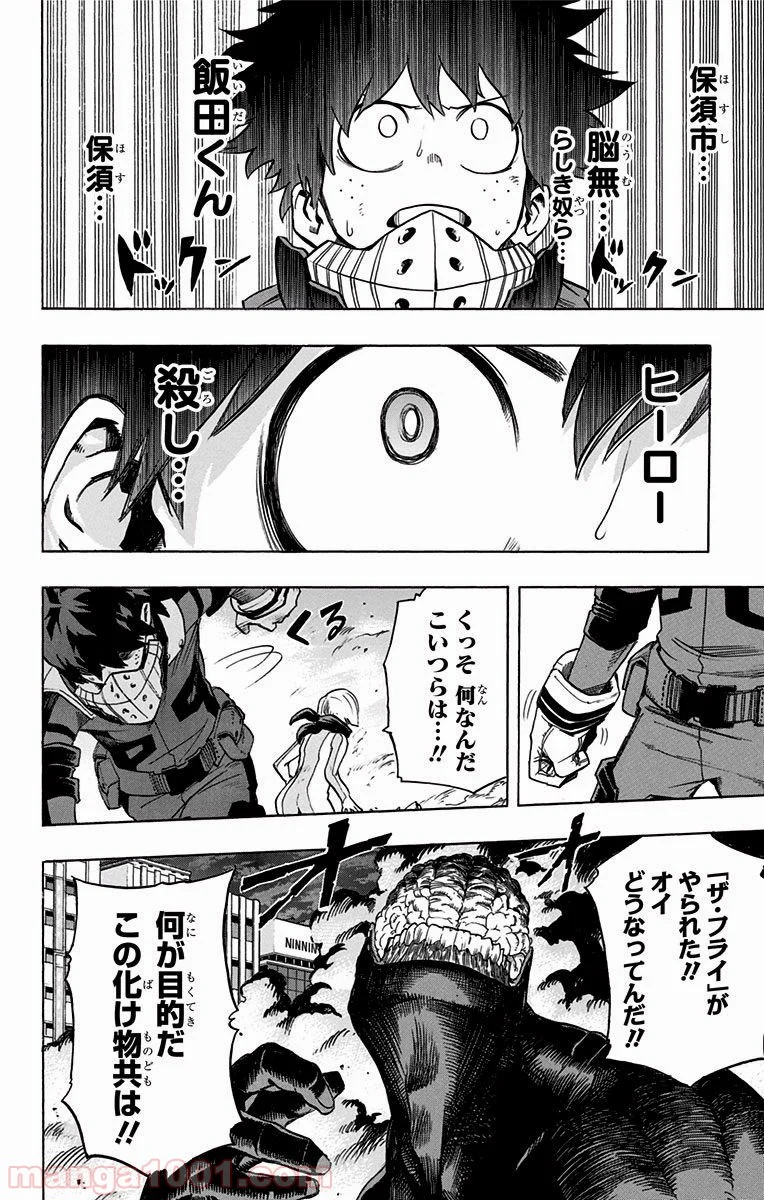 保須市…
脳無…
らしき奴ら…
飯田くん
保須…
ドックン
ドックン
ヒーロー
殺し…
くっそ 何なんだ
こいつらは…!!
くる
「ザ・フライ」が
やられた!!
オイ
どうなってんだ!!
オオ
NINNIN
何が目的だ
この化け物共は!!
manga1001.com